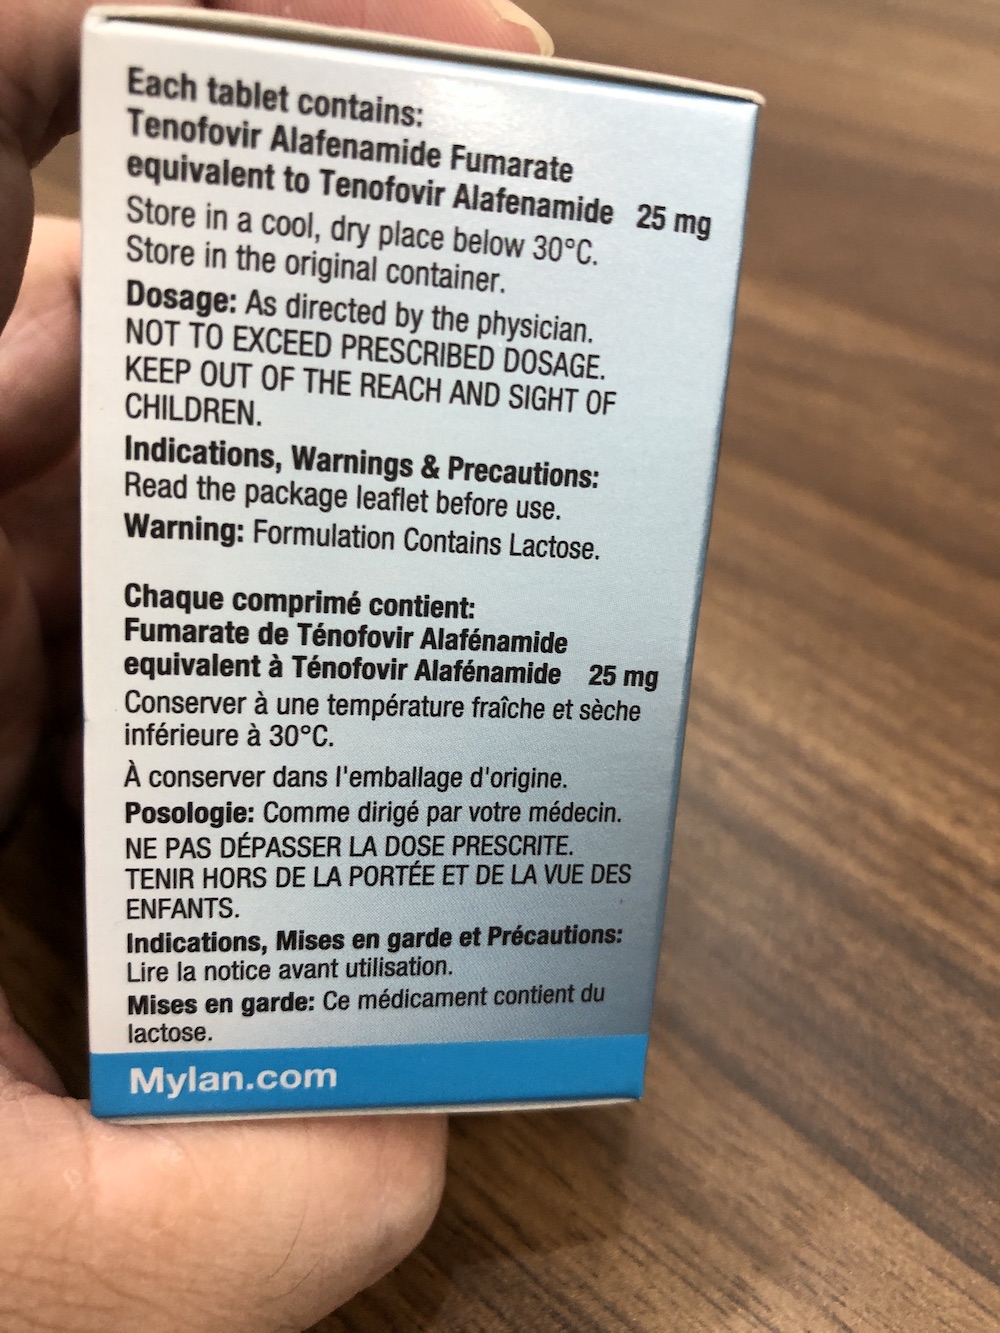 Each tablet contains:
Tenofovir Alafenamide Fumarate
equivalent to Tenofovir Alafenamide 25 mg
Store in a cool, dry place below 30°C.
Store in the original container.
Dosage: As directed by the physician.
NOT TO EXCEED PRESCRIBED DOSAGE.
KEEP OUT OF THE REACH AND SIGHT OF
CHILDREN.
Indications, Warnings & Precautions:
Read the package leaflet before use.
Warning: Formulation Contains Lactose.
Chaque comprimé contient:
Fumarate de Ténofovir Alafénamide
equivalent à Ténofovir Alafénamide 25 mg
Conserver à une température fraîche et sèche
inférieure à 30°C.
À conserver dans l'emballage d'origine.
Posologie: Comme dirigé par votre médecin.
NE PAS DÉPASSER LA DOSE PRESCRITE.
TENIR HORS DE LA PORTÉE ET DE LA VUE DES
ENFANTS.
Indications, Mises en garde et Précautions:
Lire la notice avant utilisation.
Mises en garde: Ce médicament contient du
lactose.
Mylan.com